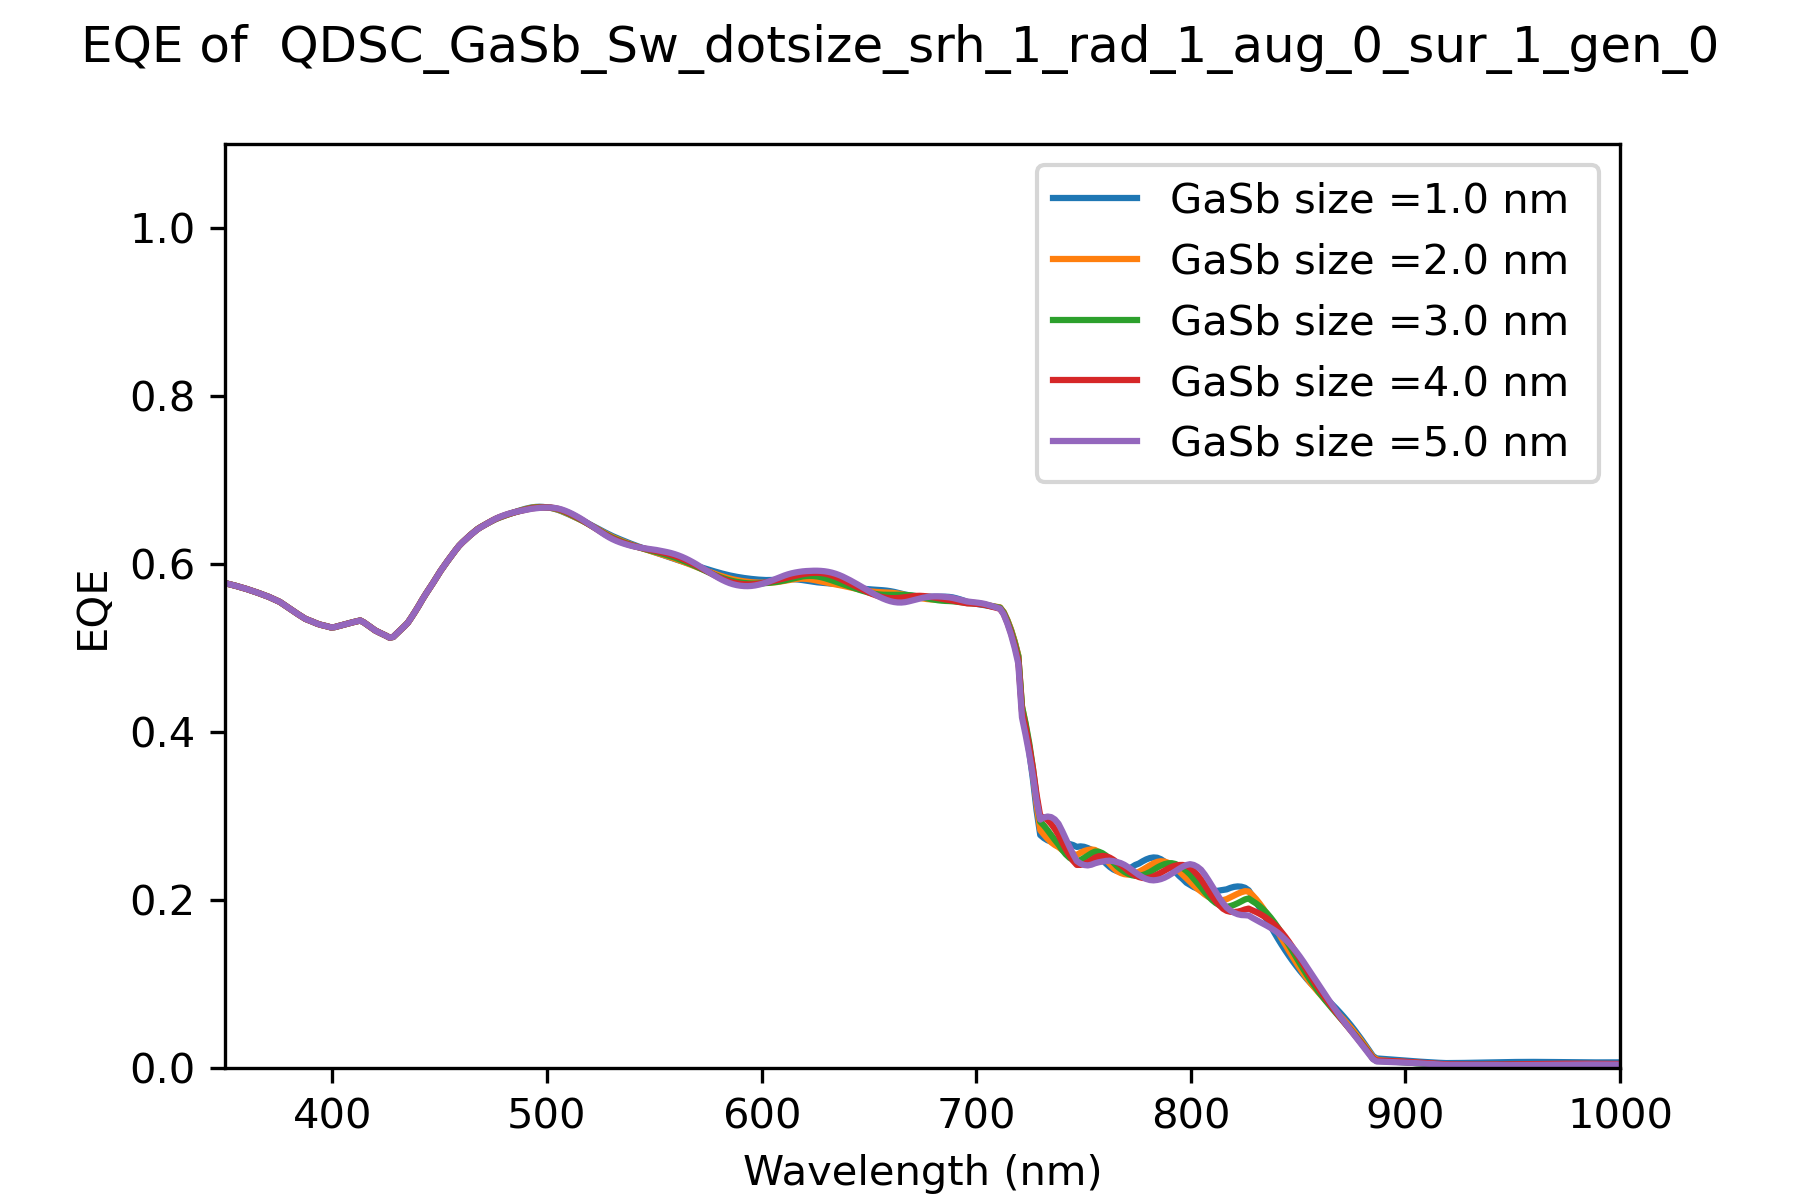 EQE of  QDSC_GaSb_Sw_dotsize_srh_1_rad_1_aug_0_sur_1_gen_0
GaSb size =1.0 nm
GaSb size =2.0 nm
GaSb size =3.0 nm
GaSb size =4.0 nm
GaSb size =5.0 nm
EQE
1.0
0.8
0.6
0.4
0.2
0.0
400 500 600 700 800 900 1000
Wavelength (nm)